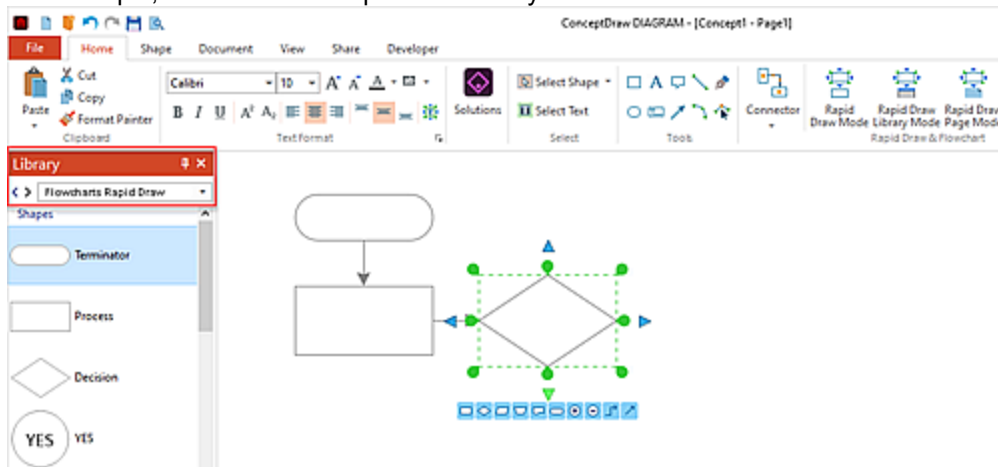 ConceptDraw DIAGRAM - [Concept1 - Page1]
File Home Shape Document View Share Developer
Paste
Cut
Copy
Format Painter
Clipboard
Calibri 10 A A A
B I U A A
Text Format
Solutions
Select Shape
Select Text
Select
A
Tools
Connector
Rapid
Draw Mode
Rapid Draw
Library Mode
Rapid Draw
Page Mod
Rapid Draw & Flowchart
Library
Flowcharts Rapid Draw
Shapes
Terminator
Process
Decision
YES YES